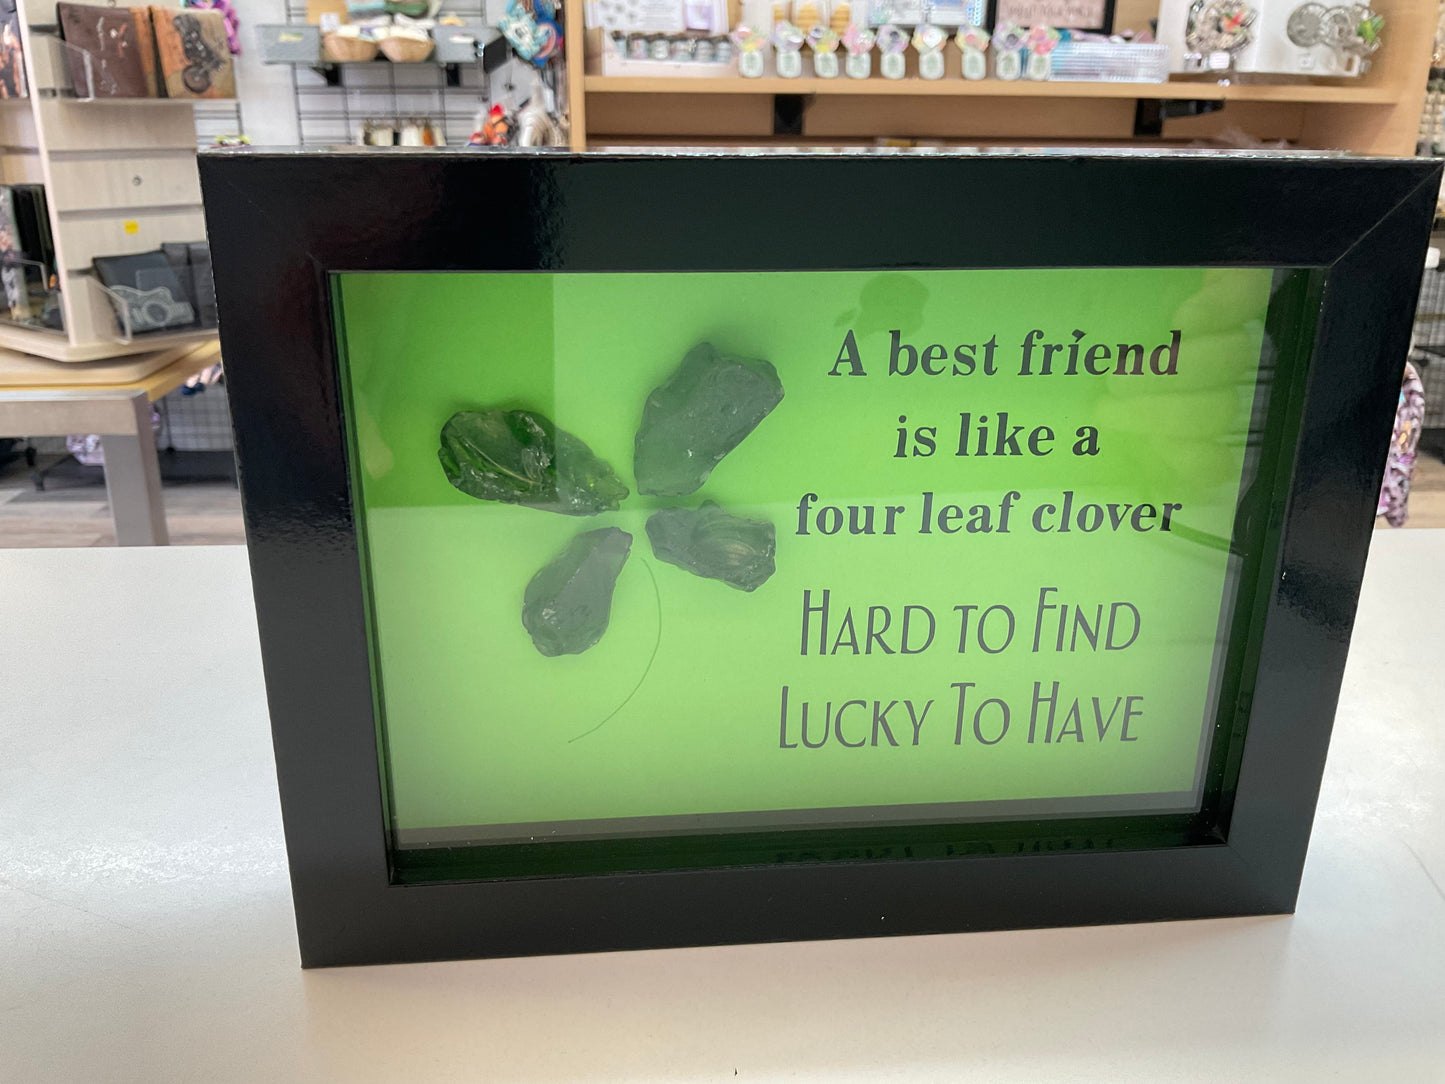 A best friend
is like a
four leaf clover
HARD TO FIND
LUCKY TO HAVE